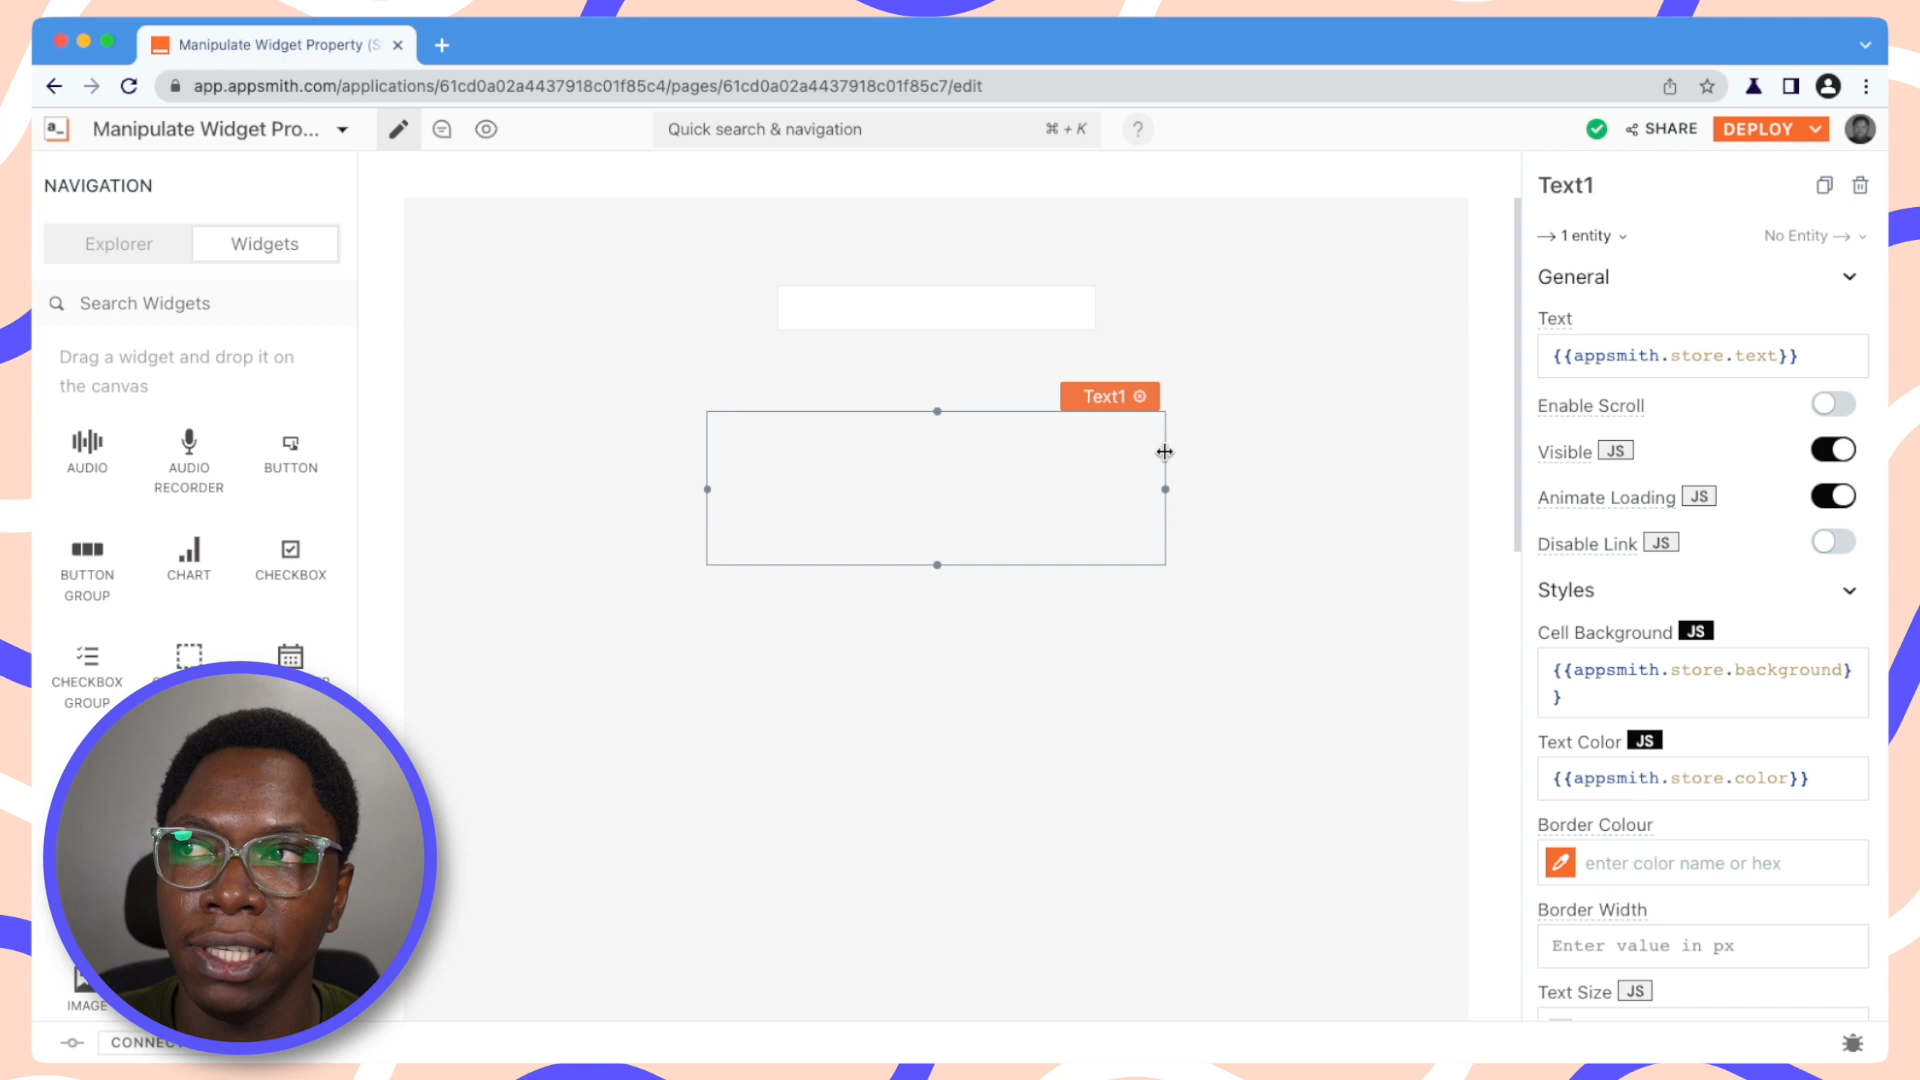 Manipulate Widget Property (S
app.appsmith.com/applications/61cd0a02a4437918c01f85c4/pages/61cd0a02a4437918c01f85c7/edit
a_
Manipulate Widget Pro...
Quick search & navigation
⌘ + K
?
SHARE
DEPLOY
NAVIGATION
Explorer
Widgets
Search Widgets
Drag a widget and drop it on
the canvas
AUDIO
AUDIO
RECORDER
BUTTON
BUTTON
GROUP
CHART
CHECKBOX
CHECKBOX
GROUP
IMAGE
CONNEC
Text1
Text1
1 entity
No Entity
General
Text
{{appsmith.store.text}}
Enable Scroll
Visible JS
Animate Loading JS
Disable Link JS
Styles
Cell Background JS
{{appsmith.store.background}
}
Text Color JS
{{appsmith.store.color}}
Border Colour
enter color name or hex
Border Width
Enter value in px
Text Size JS